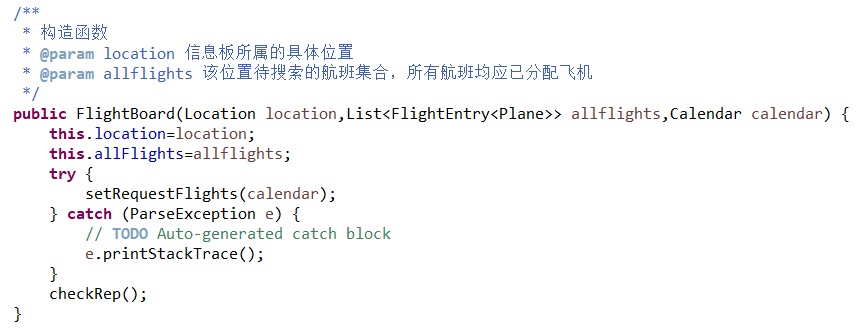 /**
 * 构造函数
 * @param location 信息板所属的具体位置
 * @param allflights 该位置待搜索的航班集合，所有航班均应已分配飞机
 */
public FlightBoard(Location location,List<FlightEntry<Plane>> allflights,Calendar calendar) {
    this.location=location;
    this.allFlights=allflights;
    try {
        setRequestFlights(calendar);
    } catch (ParseException e) {
        // TODO Auto-generated catch block
        e.printStackTrace();
    }
    checkRep();
}